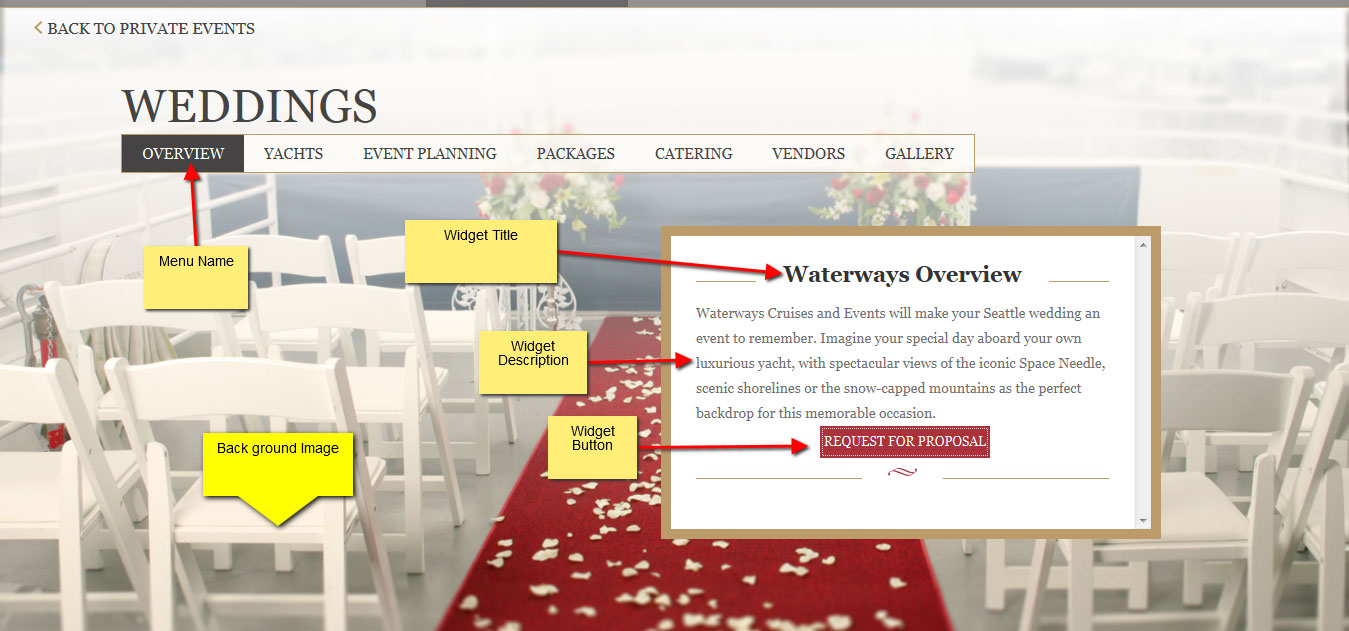 BACK TO PRIVATE EVENTS
WEDDINGS
OVERVIEW YACHTS EVENT PLANNING PACKAGES CATERING VENDORS GALLERY
Menu Name
Widget Title
Waterways Overview
Waterways Cruises and Events will make your Seattle wedding an
event to remember. Imagine your special day aboard your own
luxurious yacht, with spectacular views of the iconic Space Needle,
scenic shorelines or the snow-capped mountains as the perfect
backdrop for this memorable occasion.
Widget
Description
Widget
Button
REQUEST FOR PROPOSAL
Back ground Image